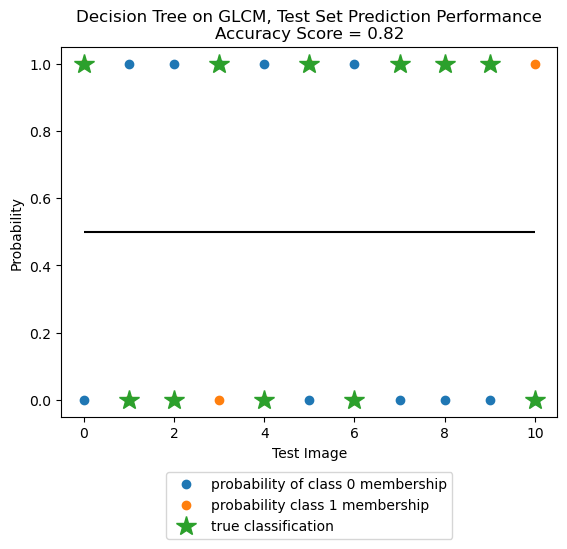 Decision Tree on GLCM, Test Set Prediction Performance
Accuracy Score = 0.82
1.0
0.8
0.6
0.4
0.2
0.0
Probability
0 2 4 6 8 10
Test Image
probability of class 0 membership
probability class 1 membership
true classification